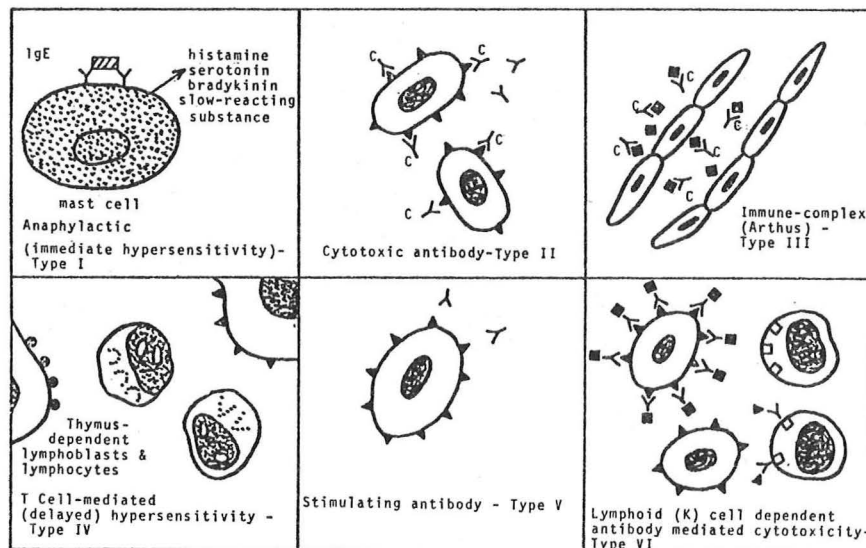 IgE
histamine
serotonin
bradykinin
slow-reacting
substance
mast cell
Anaphylactic
(immediate hypersensitivity)-
Type I
C
C
C
C
C
Cytotoxic antibody-Type II
C
C
C
C
C
Immune-complex
(Arthus) -
Type III
Thymus-
dependent
lymphoblasts &
lymphocytes
T Cell-mediated
(delayed) hypersensitivity -
Type IV
Stimulating antibody - Type V
Lymphoid (K) cell dependent
antibody mediated cytotoxicity-
Type VI